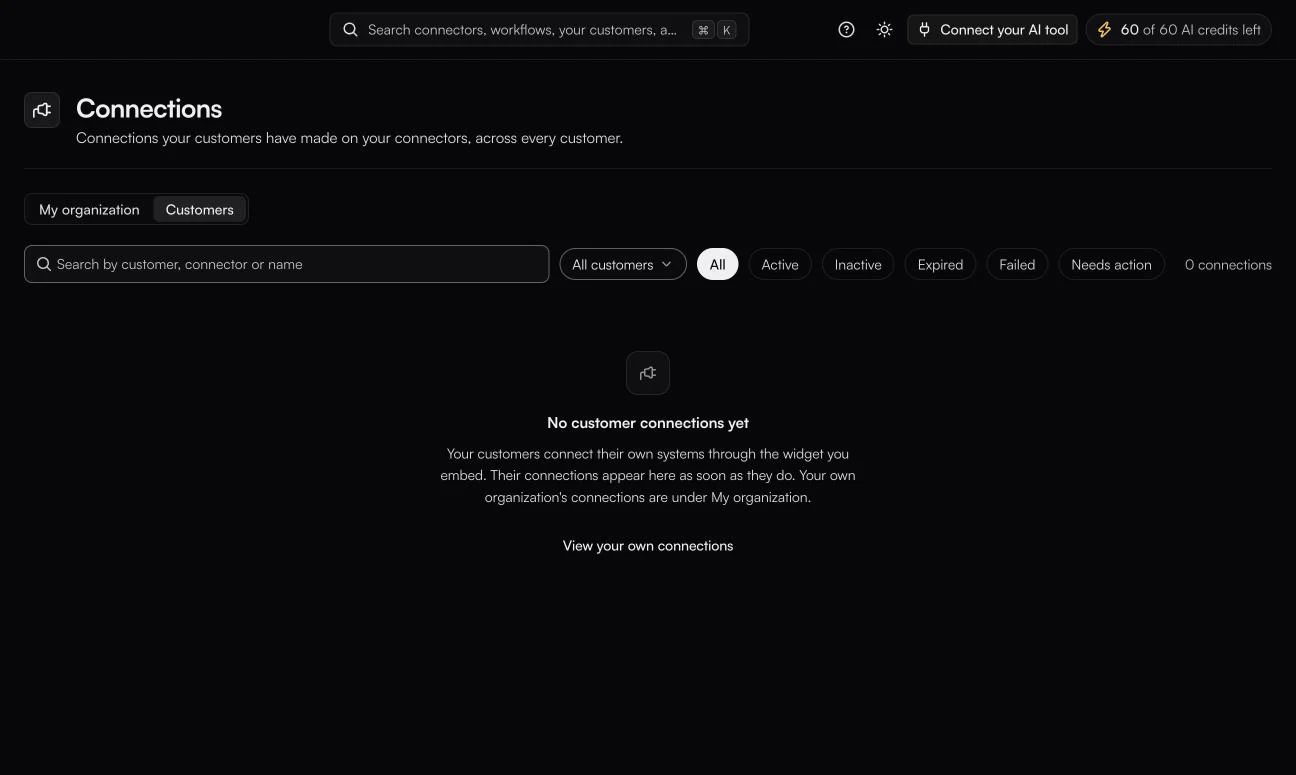 Search connectors, workflows, your customers, a... ⌘ K
Connect your AI tool
60 of 60 AI credits left
Connections
Connections your customers have made on your connectors, across every customer.
My organization Customers
Search by customer, connector or name
All customers All Active Inactive Expired Failed Needs action 0 connections
No customer connections yet
Your customers connect their own systems through the widget you
embed. Their connections appear here as soon as they do. Your own
organization's connections are under My organization.
View your own connections